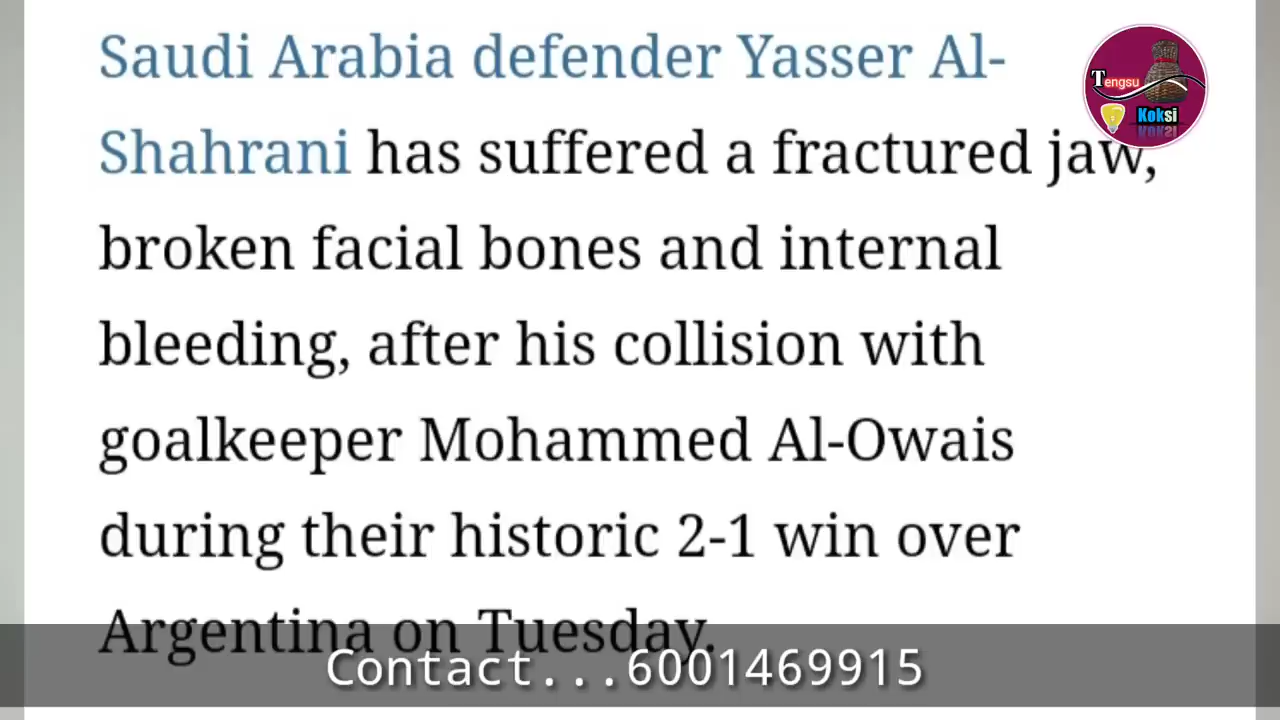 Saudi Arabia defender Yasser Al-
Shahrani has suffered a fractured jaw,
broken facial bones and internal
bleeding, after his collision with
goalkeeper Mohammed Al-Owais
during their historic 2-1 win over
Argentina on Tuesday.
Contact...6001469915
Tengsu
Koksi